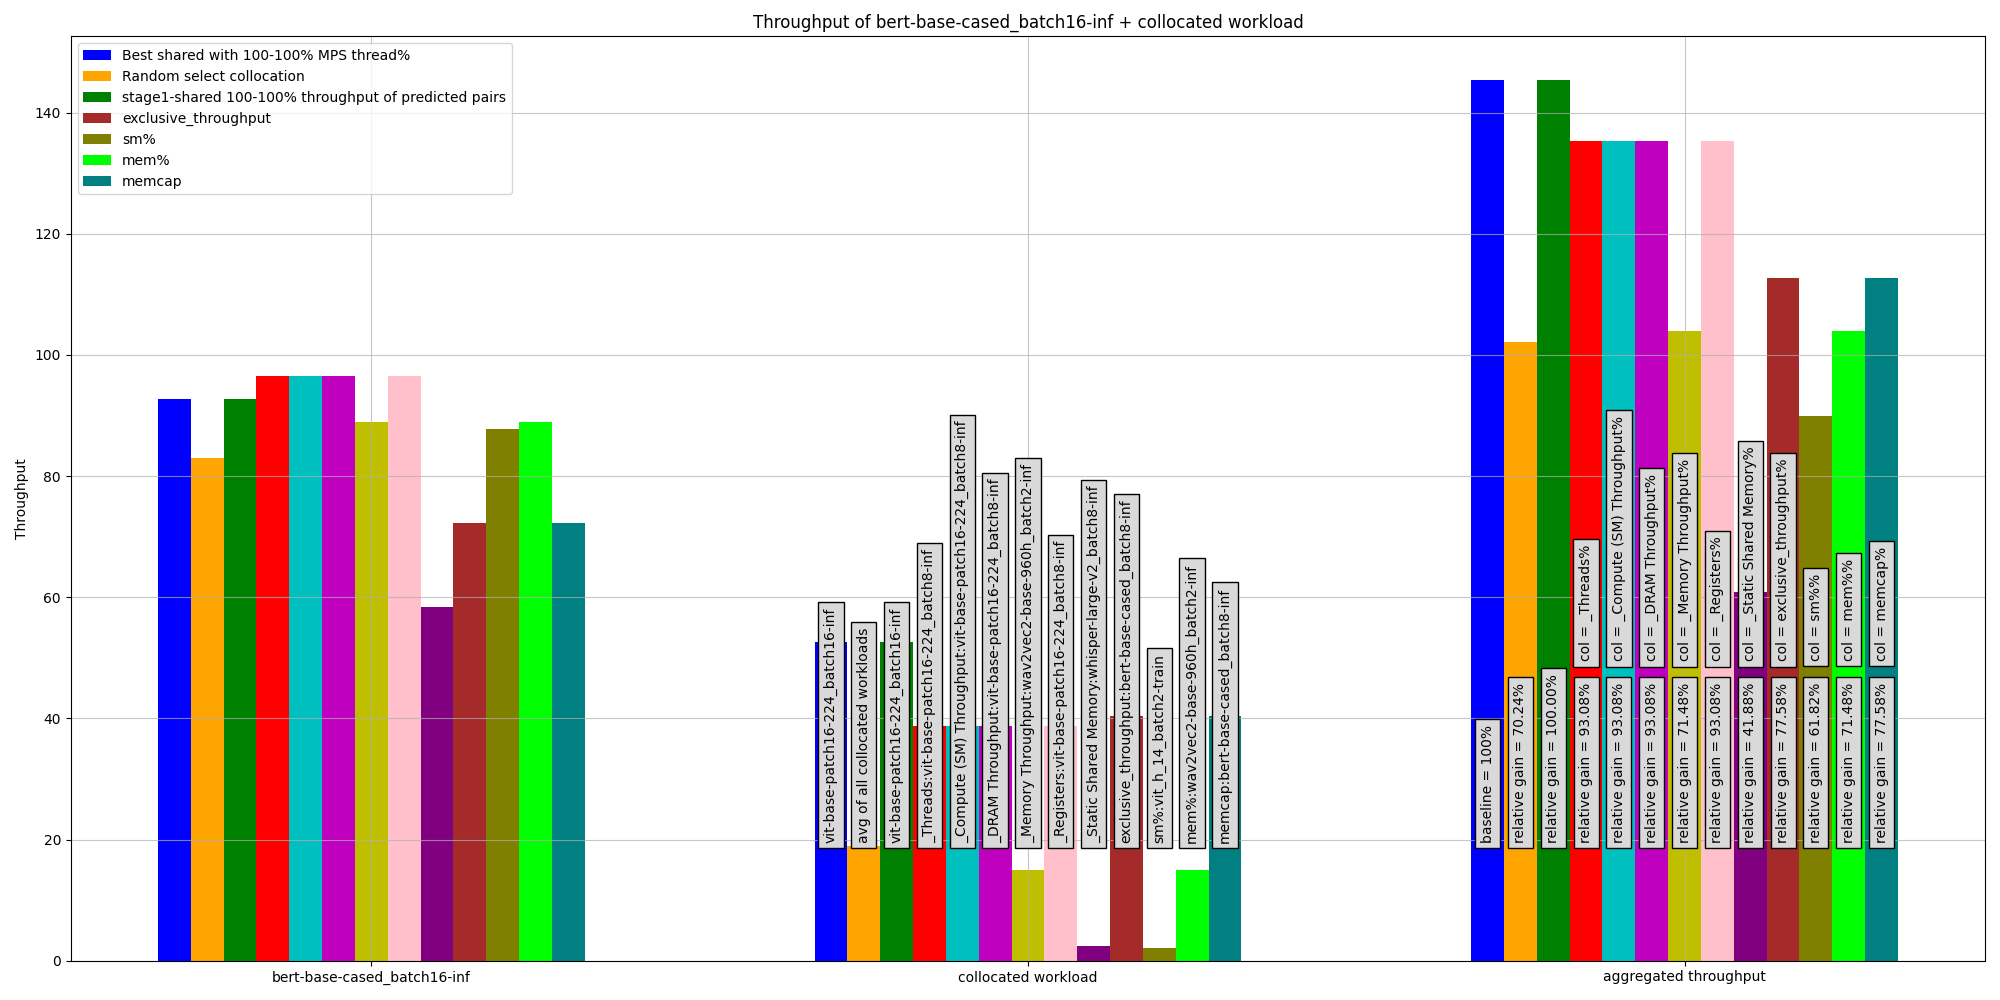 Throughput of bert-base-cased_batch16-inf + collocated workload
Best shared with 100-100% MPS thread%
Random select collocation
stage1-shared 100-100% throughput of predicted pairs
exclusive_throughput
sm%
mem%
memcap
Throughput
140
120
100
80
60
40
20
0
vit-base-patch16-224_batch16-inf
avg of all collocated workloads
vit-base-patch16-224_batch16-inf
_Threads:vit-base-patch16-224_batch8-inf
_Compute (SM) Throughput:vit-base-patch16-224_batch8-inf
_DRAM Throughput:vit-base-patch16-224_batch8-inf
_Memory Throughput:wav2vec2-base-960h_batch2-inf
_Registers:vit-base-patch16-224_batch8-inf
_Static Shared Memory:whisper-large-v2_batch8-inf
exclusive_throughput:bert-base-cased_batch8-inf
sm%:vit_h_14_batch2-train
mem%:wav2vec2-base-960h_batch2-inf
memcap:bert-base-cased_batch8-inf
baseline = 100%
relative gain = 70.24%
relative gain = 100.00%
relative gain = 93.08%
col = _Threads%
relative gain = 93.08%
col = _Compute (SM) Throughput%
relative gain = 93.08%
col = _DRAM Throughput%
relative gain = 71.48%
col = _Memory Throughput%
relative gain = 93.08%
col = _Registers%
relative gain = 41.88%
col = _Static Shared Memory%
relative gain = 77.58%
col = exclusive_throughput%
relative gain = 61.82%
col = sm%%
relative gain = 71.48%
col = mem%%
relative gain = 77.58%
col = memcap%
bert-base-cased_batch16-inf
collocated workload
aggregated throughput